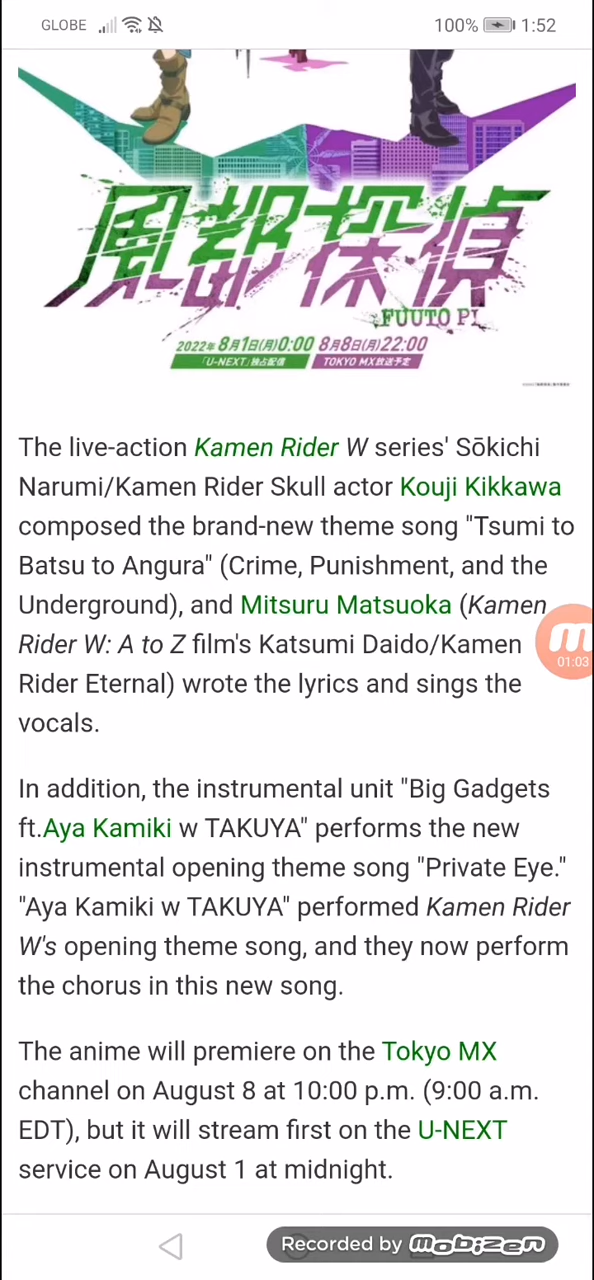 GLOBE 100% 1:52
風都探偵
FUUTO PI
2022年8月1日(月)0:00 8月8日(月)22:00
「U-NEXT」独占配信 TOKYO MX放送予定
The live-action Kamen Rider W series' Sōkichi
Narumi/Kamen Rider Skull actor Kouji Kikkawa
composed the brand-new theme song "Tsumi to
Batsu to Angura" (Crime, Punishment, and the
Underground), and Mitsuru Matsuoka (Kamen
Rider W: A to Z film's Katsumi Daido/Kamen
Rider Eternal) wrote the lyrics and sings the
vocals.
01:03
In addition, the instrumental unit "Big Gadgets
ft.Aya Kamiki w TAKUYA" performs the new
instrumental opening theme song "Private Eye."
"Aya Kamiki w TAKUYA" performed Kamen Rider
W's opening theme song, and they now perform
the chorus in this new song.
The anime will premiere on the Tokyo MX
channel on August 8 at 10:00 p.m. (9:00 a.m.
EDT), but it will stream first on the U-NEXT
service on August 1 at midnight.
Recorded by mobizen